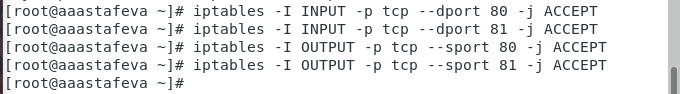 [root@aaastafeva ~]# iptables -I INPUT -p tcp --dport 80 -j ACCEPT
[root@aaastafeva ~]# iptables -I INPUT -p tcp --dport 81 -j ACCEPT
[root@aaastafeva ~]# iptables -I OUTPUT -p tcp --sport 80 -j ACCEPT
[root@aaastafeva ~]# iptables -I OUTPUT -p tcp --sport 81 -j ACCEPT
[root@aaastafeva ~]#